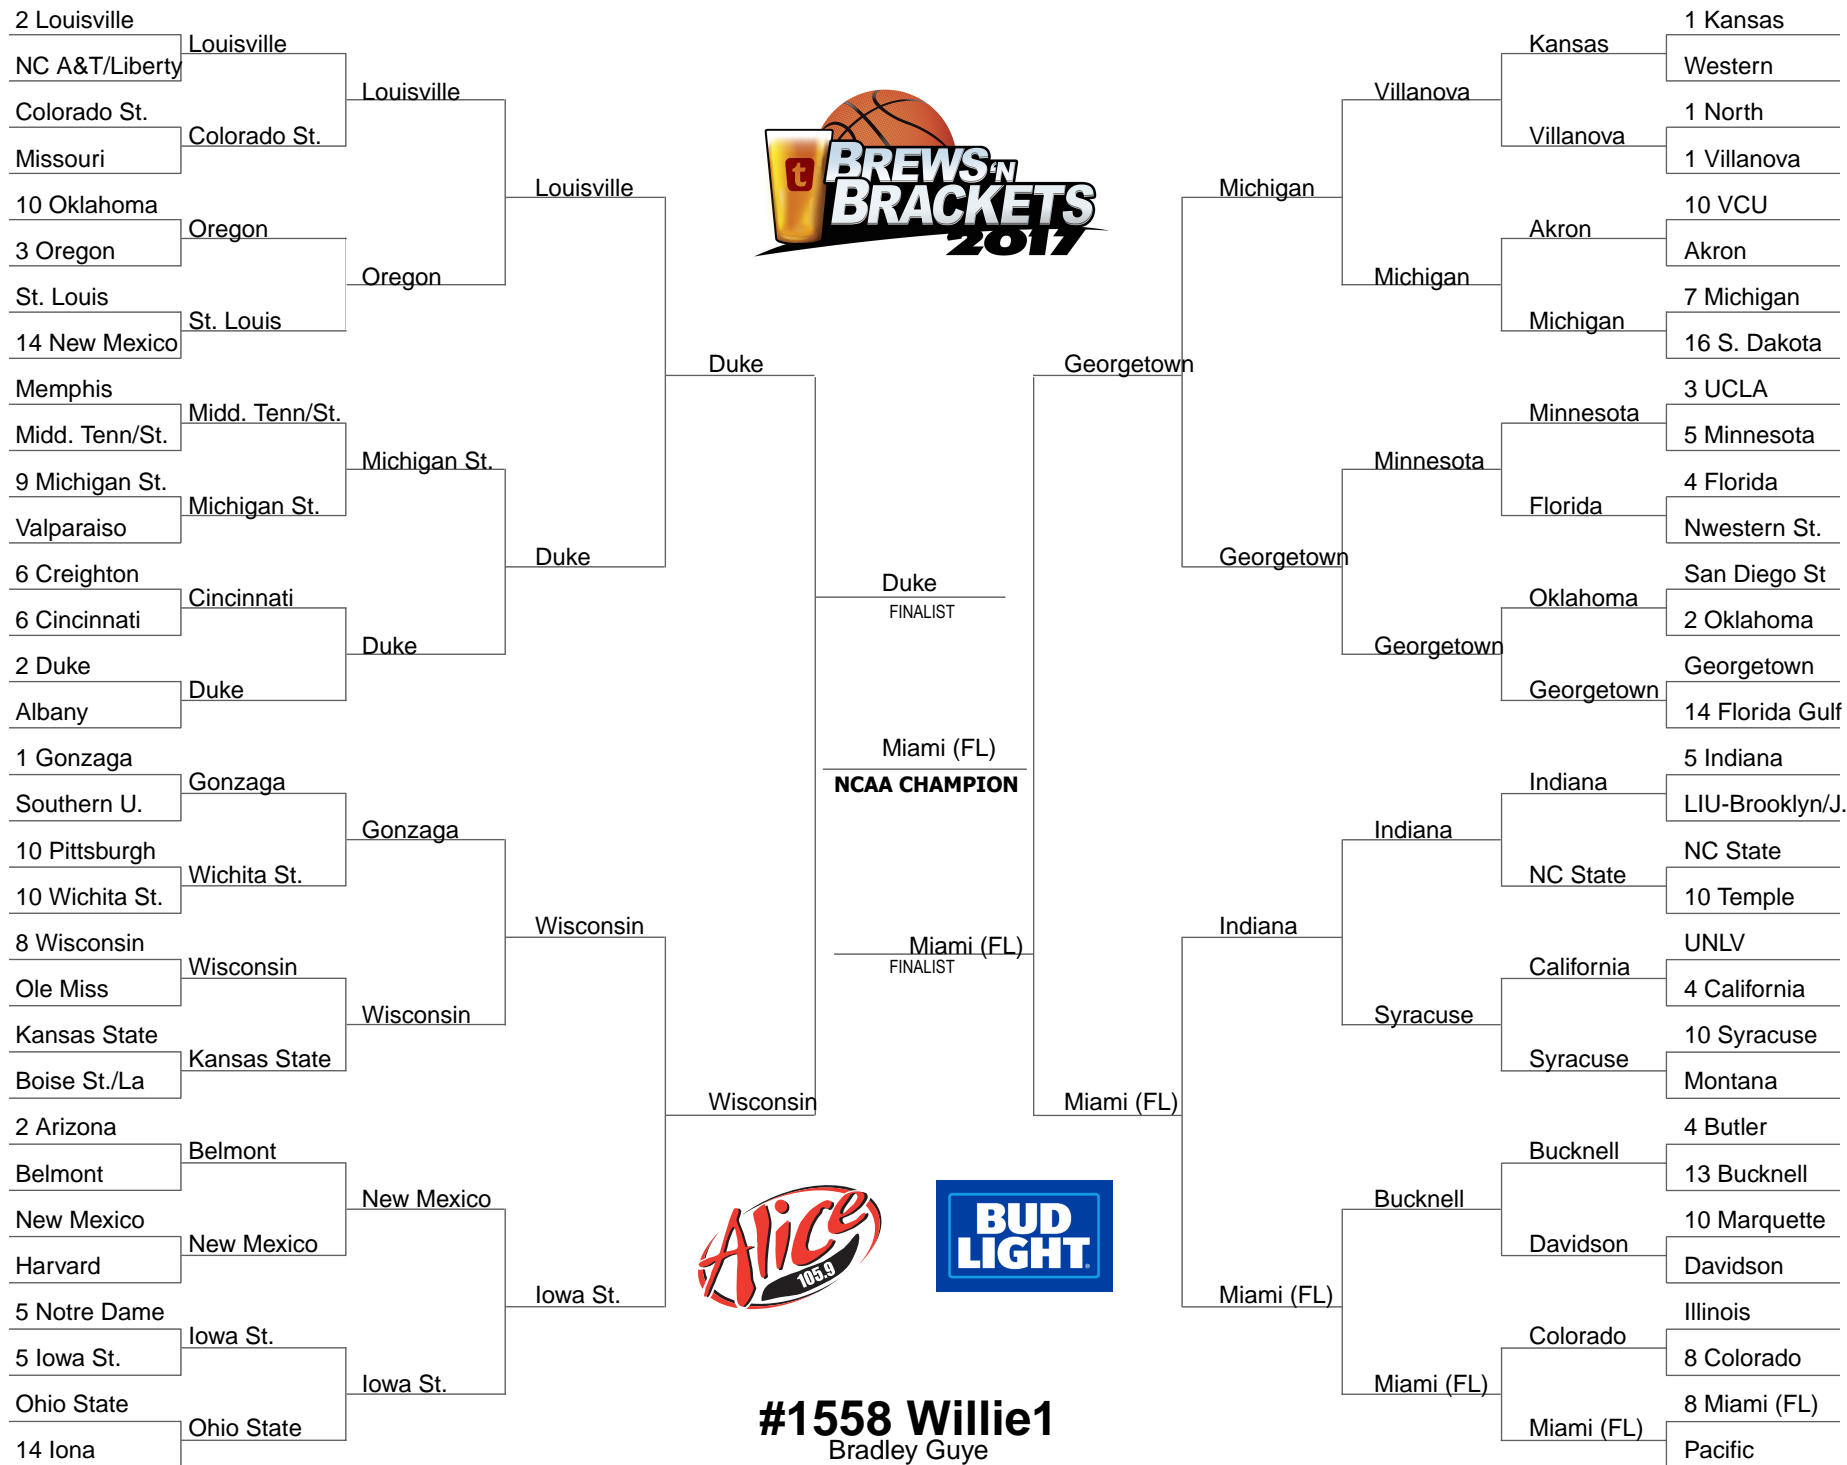 2 Louisville
NC A&T/Liberty
Colorado St.
Missouri
10 Oklahoma
3 Oregon
St. Louis
14 New Mexico
Memphis
Midd. Tenn/St.
9 Michigan St.
Valparaiso
6 Creighton
6 Cincinnati
2 Duke
Albany
1 Gonzaga
Southern U.
10 Pittsburgh
10 Wichita St.
8 Wisconsin
Ole Miss
Kansas State
Boise St./La
2 Arizona
Belmont
New Mexico
Harvard
5 Notre Dame
5 Iowa St.
Ohio State
14 Iona
Louisville
Colorado St.
Oregon
St. Louis
Midd. Tenn/St.
Michigan St.
Cincinnati
Duke
Gonzaga
Wichita St.
Wisconsin
Kansas State
Belmont
New Mexico
Iowa St.
Ohio State
Louisville
Oregon
Michigan St.
Duke
Gonzaga
Wisconsin
New Mexico
Iowa St.
Louisville
Duke
Wisconsin
Iowa St.
Duke
Wisconsin
t
BREWS 'N
BRACKETS
2017
Duke
FINALIST
Miami (FL)
NCAA CHAMPION
Miami (FL)
FINALIST
Alice
105.9
BUD
LIGHT
#1558 Willie1
Bradley Guye
Georgetown
Miami (FL)
Michigan
Georgetown
Indiana
Miami (FL)
Villanova
Michigan
Minnesota
Georgetown
Indiana
Syracuse
Bucknell
Miami (FL)
Kansas
Villanova
Akron
Michigan
Minnesota
Florida
Oklahoma
Georgetown
Indiana
NC State
California
Syracuse
Bucknell
Davidson
Colorado
Miami (FL)
1 Kansas
Western
1 North
1 Villanova
10 VCU
Akron
7 Michigan
16 S. Dakota
3 UCLA
5 Minnesota
4 Florida
Nwestern St.
San Diego St
2 Oklahoma
Georgetown
14 Florida Gulf
5 Indiana
LIU-Brooklyn/J.
NC State
10 Temple
UNLV
4 California
10 Syracuse
Montana
4 Butler
13 Bucknell
10 Marquette
Davidson
Illinois
8 Colorado
8 Miami (FL)
Pacific